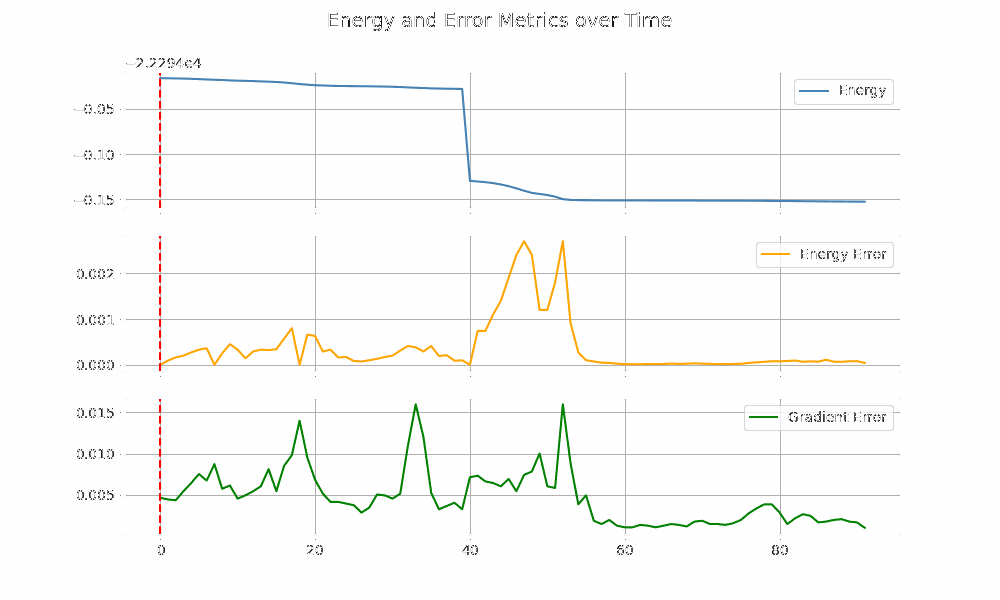 Energy and Error Metrics over Time
−2.2294e4
Energy
−0.05
−0.10
−0.15
Energy Error
0.002
0.001
0.000
Gradient Error
0.015
0.010
0.005
0 20 40 60 80